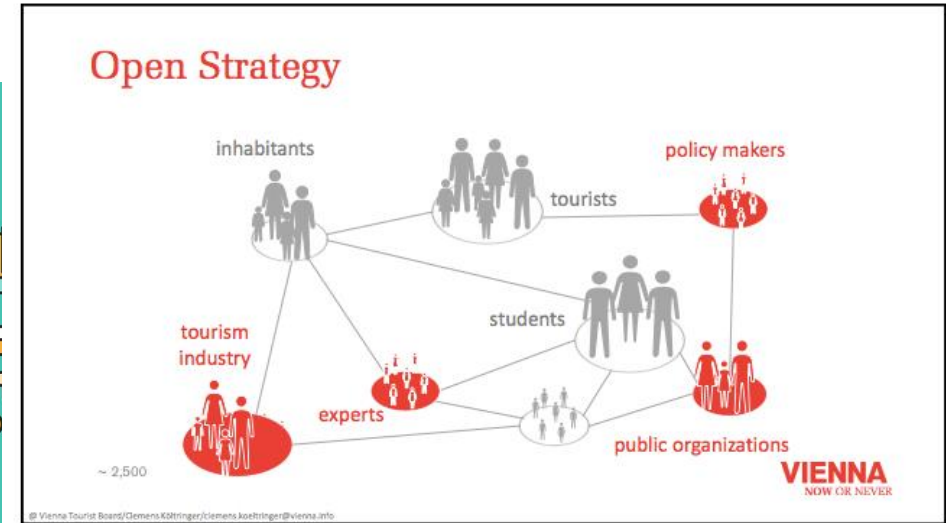 Open Strategy
inhabitants
tourists
policy makers
students
tourism
industry
experts
public organizations
~ 2,500
VIENNA
NOW OR NEVER
@ Vienna Tourist Board/Clemens Költringer/clemens.koeltringer@vienna.info